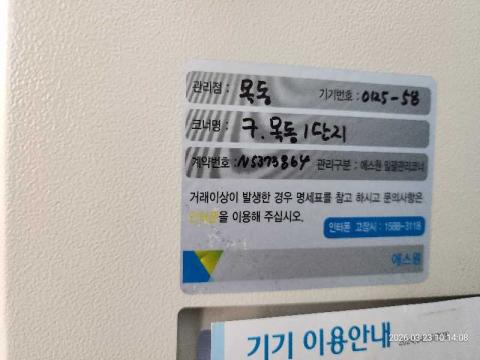 관리점 : 목동 기기번호 : 0125-58
코너명 : 구.목동1단지
계약번호 : NS373864 관리구분 : 에스원 일괄관리코너
거래이상이 발생한 경우 명세표를 참고 하시고 문의사항은
인터폰을 이용해 주십시오.
인터폰 고장시 : 1588-3118
에스원
기기 이용안내
2026-03-23 10:14:08